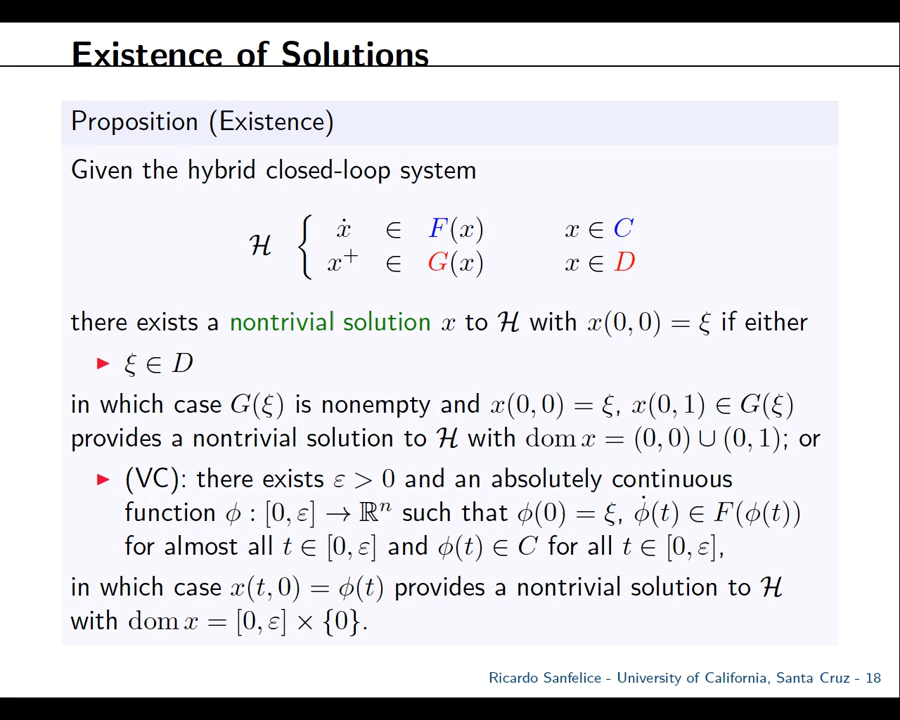 Existence of Solutions
Proposition (Existence)
Given the hybrid closed-loop system
ℋ { ẋ ∈ F(x) x ∈ C
x⁺ ∈ G(x) x ∈ D
there exists a nontrivial solution x to ℋ with x(0, 0) = ξ if either
▶ ξ ∈ D
in which case G(ξ) is nonempty and x(0, 0) = ξ, x(0, 1) ∈ G(ξ)
provides a nontrivial solution to ℋ with dom x = (0, 0) ∪ (0, 1); or
▶ (VC): there exists ε > 0 and an absolutely continuous
function ϕ : [0, ε] → ℝⁿ such that ϕ(0) = ξ, ϕ̇(t) ∈ F(ϕ(t))
for almost all t ∈ [0, ε] and ϕ(t) ∈ C for all t ∈ [0, ε],
in which case x(t, 0) = ϕ(t) provides a nontrivial solution to ℋ
with dom x = [0, ε] × {0}.
Ricardo Sanfelice - University of California, Santa Cruz - 18